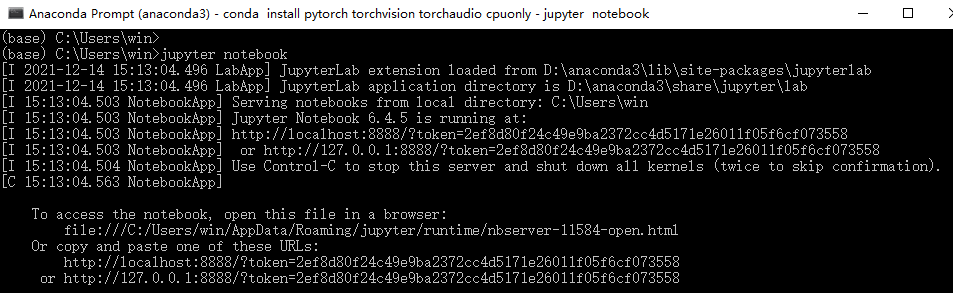 Anaconda Prompt (anaconda3) - conda  install pytorch torchvision torchaudio cpuonly - jupyter  notebook
(base) C:\Users\win>
(base) C:\Users\win>jupyter notebook
[I 2021-12-14 15:13:04.496 LabApp] JupyterLab extension loaded from D:\anaconda3\lib\site-packages\jupyterlab
[I 2021-12-14 15:13:04.496 LabApp] JupyterLab application directory is D:\anaconda3\share\jupyter\lab
[I 15:13:04.503 NotebookApp] Serving notebooks from local directory: C:\Users\win
[I 15:13:04.503 NotebookApp] Jupyter Notebook 6.4.5 is running at:
[I 15:13:04.503 NotebookApp] http://localhost:8888/?token=2ef8d80f24c49e9ba2372cc4d5171e26011f05f6cf073558
[I 15:13:04.503 NotebookApp]  or http://127.0.0.1:8888/?token=2ef8d80f24c49e9ba2372cc4d5171e26011f05f6cf073558
[I 15:13:04.504 NotebookApp] Use Control-C to stop this server and shut down all kernels (twice to skip confirmation).
[C 15:13:04.563 NotebookApp]
To access the notebook, open this file in a browser:
file:///C:/Users/win/AppData/Roaming/jupyter/runtime/nbserver-11584-open.html
Or copy and paste one of these URLs:
http://localhost:8888/?token=2ef8d80f24c49e9ba2372cc4d5171e26011f05f6cf073558
or http://127.0.0.1:8888/?token=2ef8d80f24c49e9ba2372cc4d5171e26011f05f6cf073558